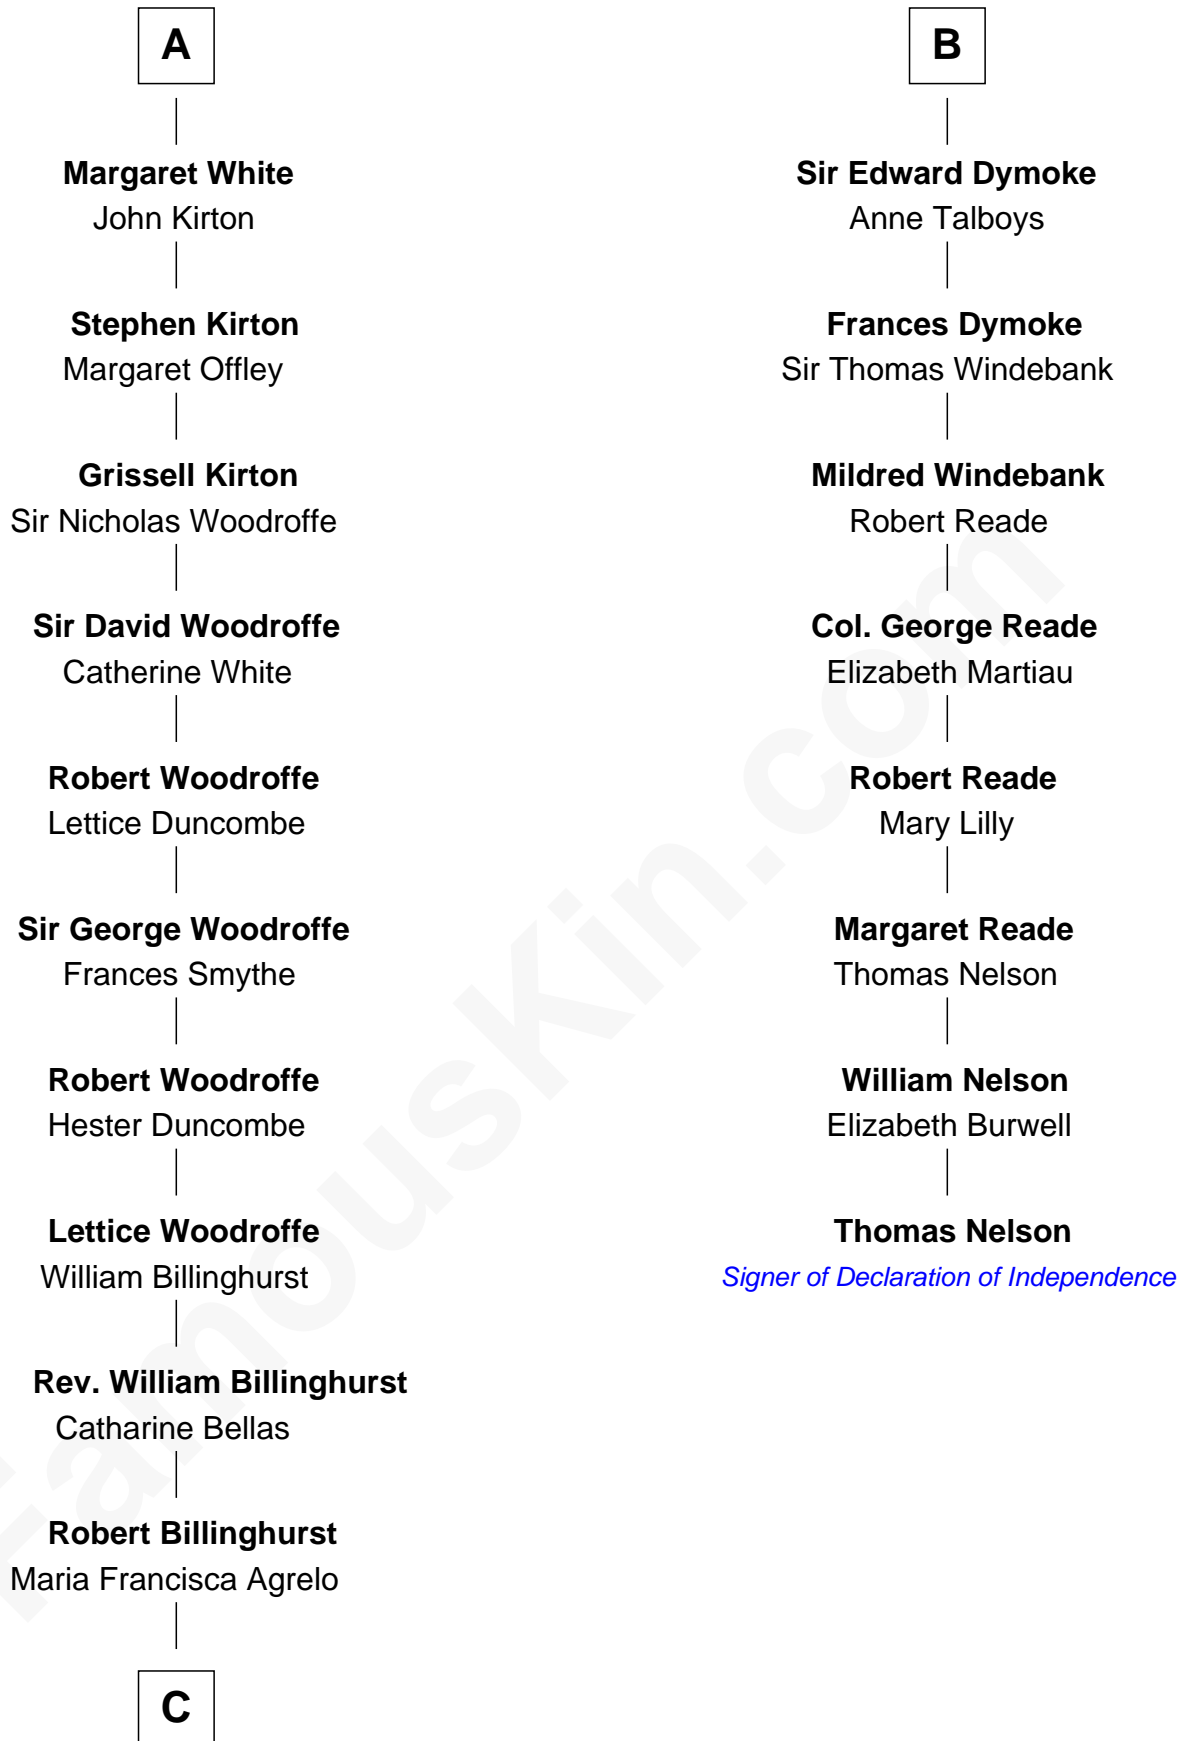 A
Margaret White
John Kirton
Stephen Kirton
Margaret Offley
Grissell Kirton
Sir Nicholas Woodroffe
Sir David Woodroffe
Catherine White
Robert Woodroffe
Lettice Duncombe
Sir George Woodroffe
Frances Smythe
Robert Woodroffe
Hester Duncombe
Lettice Woodroffe
William Billinghurst
Rev. William Billinghurst
Catharine Bellas
Robert Billinghurst
Maria Francisca Agrelo
C
B
Sir Edward Dymoke
Anne Talboys
Frances Dymoke
Sir Thomas Windebank
Mildred Windebank
Robert Reade
Col. George Reade
Elizabeth Martiau
Robert Reade
Mary Lilly
Margaret Reade
Thomas Nelson
William Nelson
Elizabeth Burwell
Thomas Nelson
Signer of Declaration of Independence
FamousKin.com